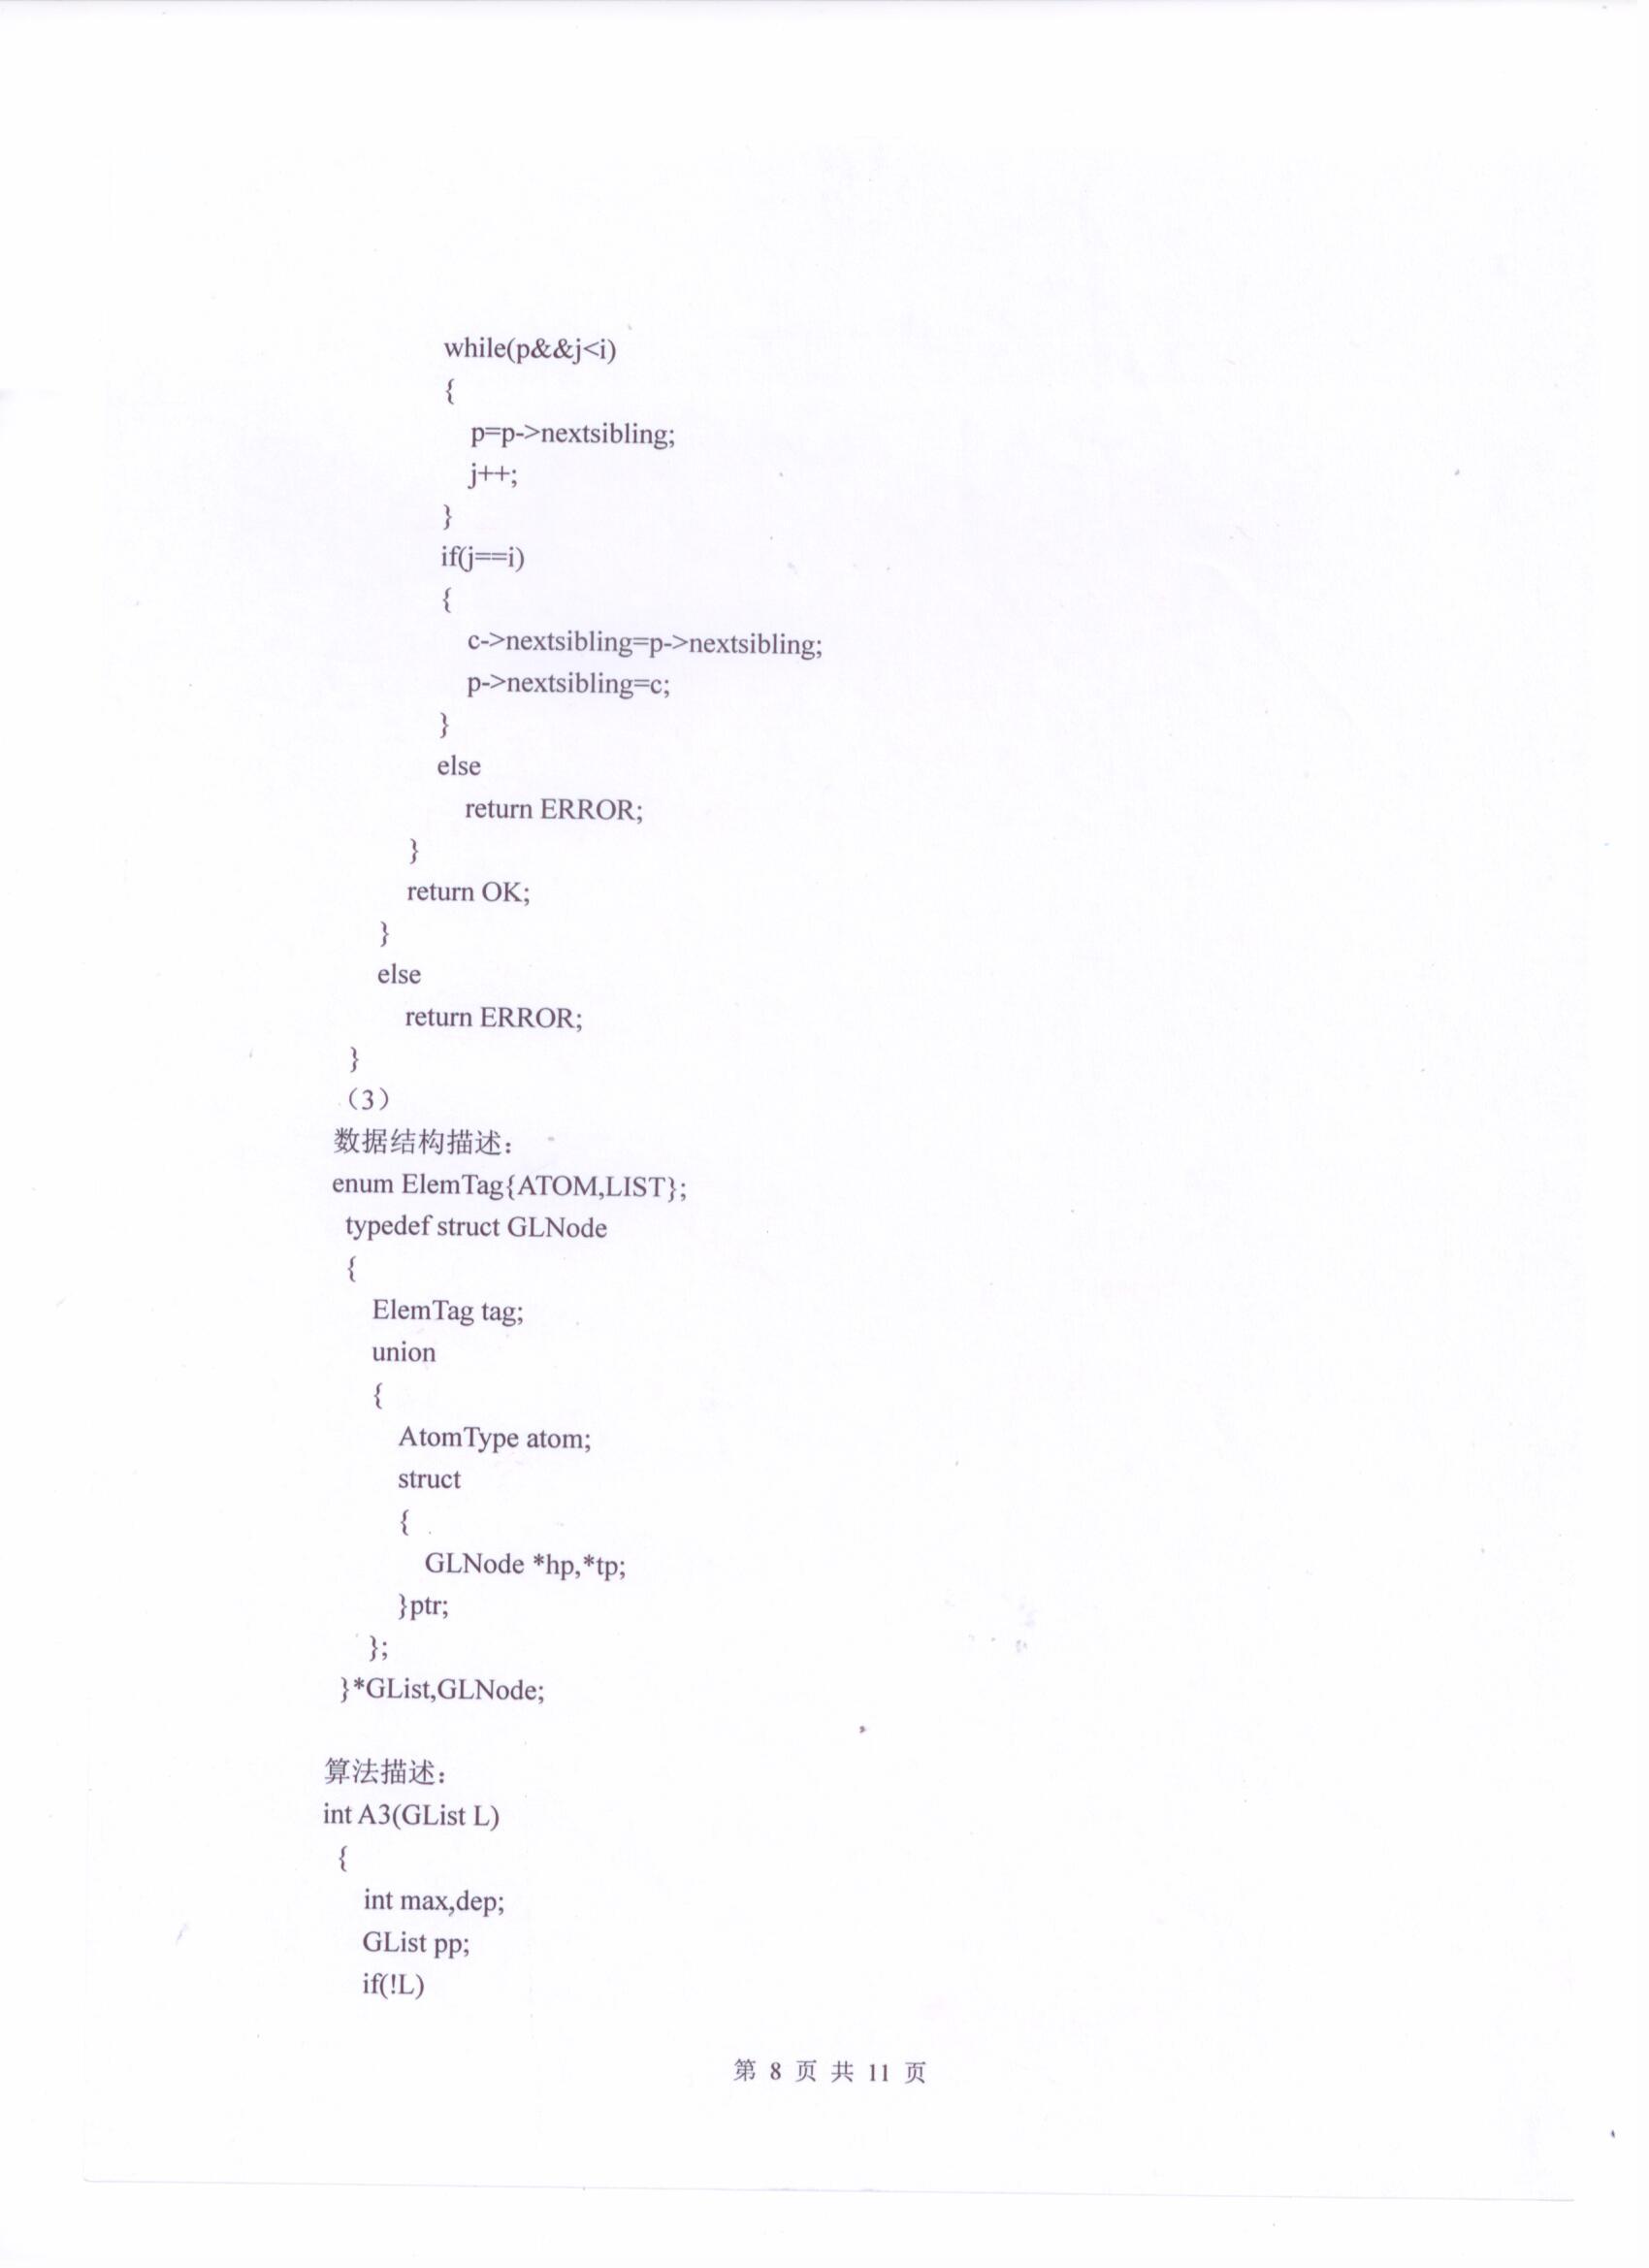 while(p&&j<i)
{
p=p->nextsibling;
j++;
}
if(j==i)
{
c->nextsibling=p->nextsibling;
p->nextsibling=c;
}
else
return ERROR;
}
return OK;
}
else
return ERROR;
}
（3）
数据结构描述：
enum ElemTag{ATOM,LIST};
typedef struct GLNode
{
ElemTag tag;
union
{
AtomType atom;
struct
{
GLNode *hp,*tp;
}ptr;
};
}*GList,GLNode;
算法描述：
int A3(GList L)
{
int max,dep;
GList pp;
if(!L)
第 8 页 共 11 页